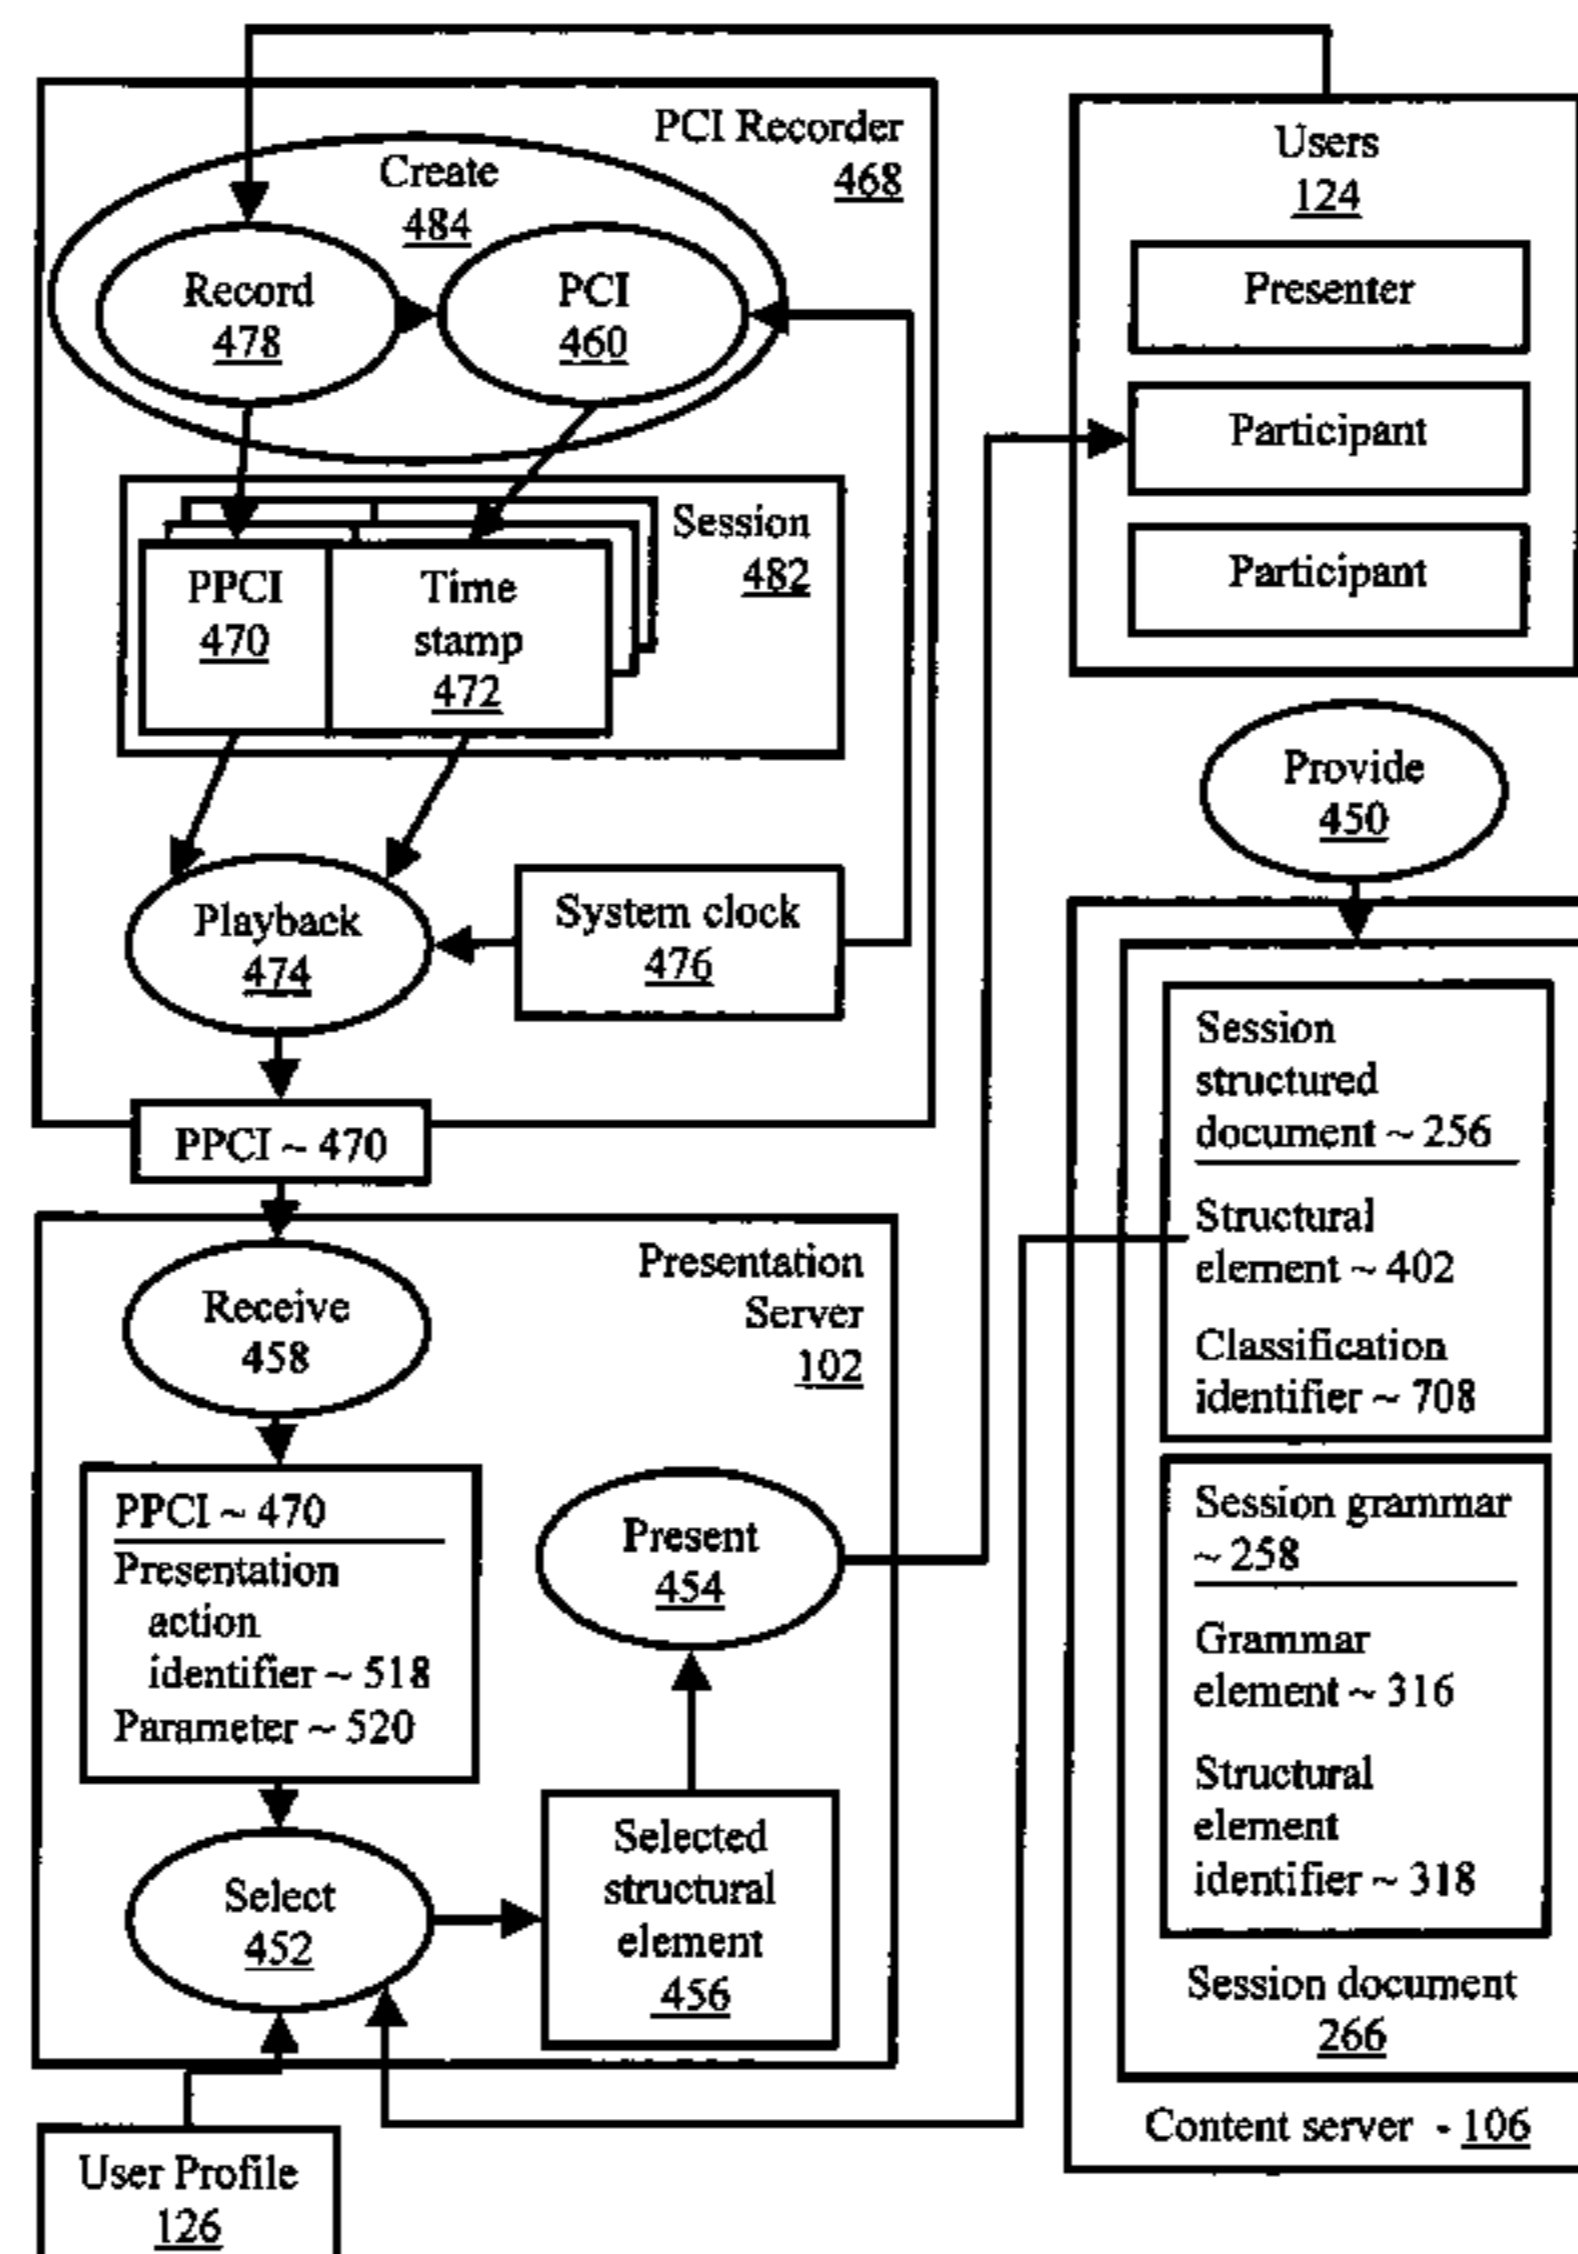 PCI Recorder
468
Create
484
Record
478
PCI
460
Session
482
PPCI
470
Time
stamp
472
Playback
474
System clock
476
PPCI ~ 470
Presentation
Server
102
Receive
458
PPCI ~ 470
Presentation
action
identifier ~ 518
Parameter ~ 520
Present
454
Select
452
Selected
structural
element
456
User Profile
126
Users
124
Presenter
Participant
Participant
Provide
450
Session
structured
document ~ 256
Structural
element ~ 402
Classification
identifier ~ 708
Session grammar
~ 258
Grammar
element ~ 316
Structural
element
identifier ~ 318
Session document
266
Content server - 106